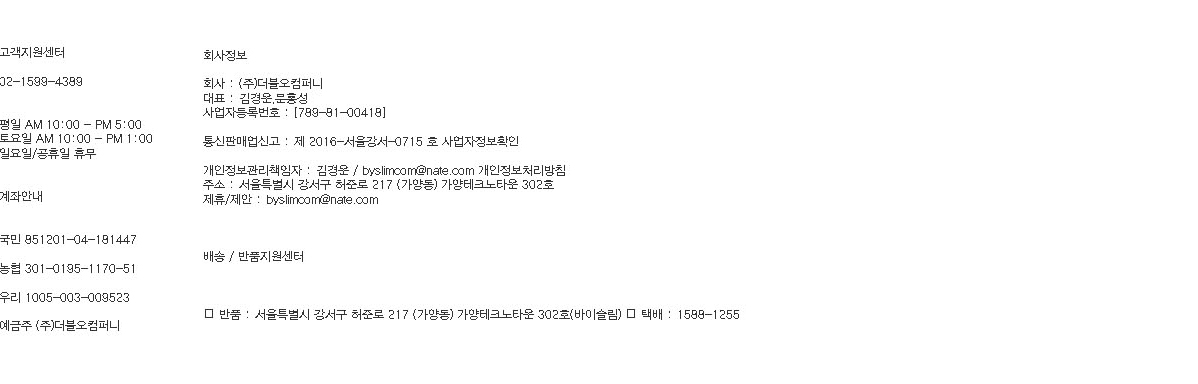 고객지원센터
02-1599-4389
평일 AM 10:00 - PM 5:00
토요일 AM 10:00 - PM 1:00
일요일/공휴일 휴무
계좌안내
국민 851201-04-181447
농협 301-0195-1170-51
우리 1005-003-009523
예금주 (주)더블오컴퍼니
회사정보
회사 : (주)더블오컴퍼니
대표 : 김경운,문홍성
사업자등록번호 : [789-81-00418]
통신판매업신고 : 제 2016-서울강서-0715 호 사업자정보확인
개인정보관리책임자 : 김경운 / byslimcom@nate.com 개인정보처리방침
주소 : 서울특별시 강서구 허준로 217 (가양동) 가양테크노타운 302호
제휴/제안 : byslimcom@nate.com
배송 / 반품지원센터
□ 반품 : 서울특별시 강서구 허준로 217 (가양동) 가양테크노타운 302호(바이슬림) □ 택배 : 1588-1255